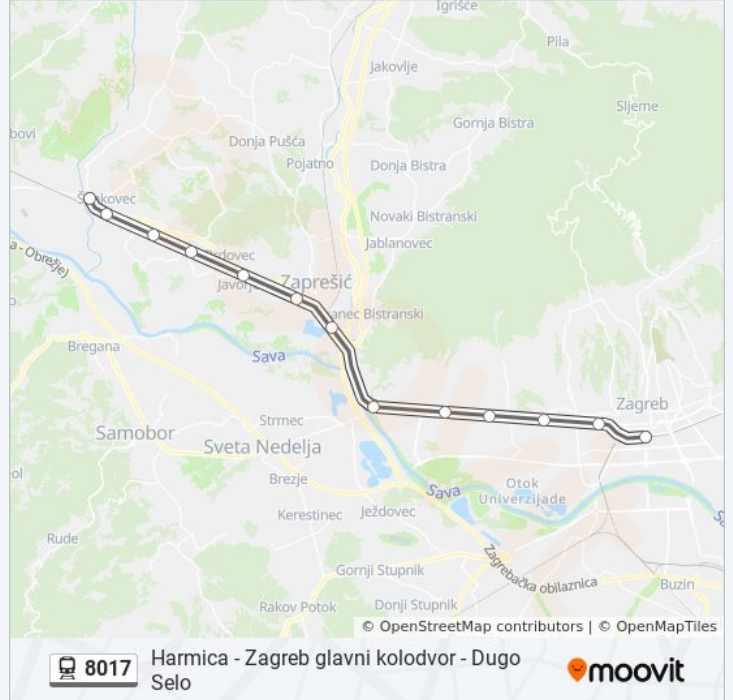 Igrišće
Pila
Jakovlje
Sljeme
Gornja Bistra
bovi
Donja Pušća
Pojatno
Donja Bistra
Novaki Bistranski
a - Obrežje)
Jablanovec
Zaprešić
Bregana
Sava
Zagreb
Strmec
Samobor
Sveta Nedelja
Brezje
Otok
Univerzijade
Sava
Kerestinec
Ježdovec
Rude
Gornji Stupnik
Zagrebačka obilaznica
Buzin
Rakov Potok
Donji Stupnik
© OpenStreetMap contributors | © OpenMapTiles
8017
Harmica - Zagreb glavni kolodvor - Dugo
Selo
moovit